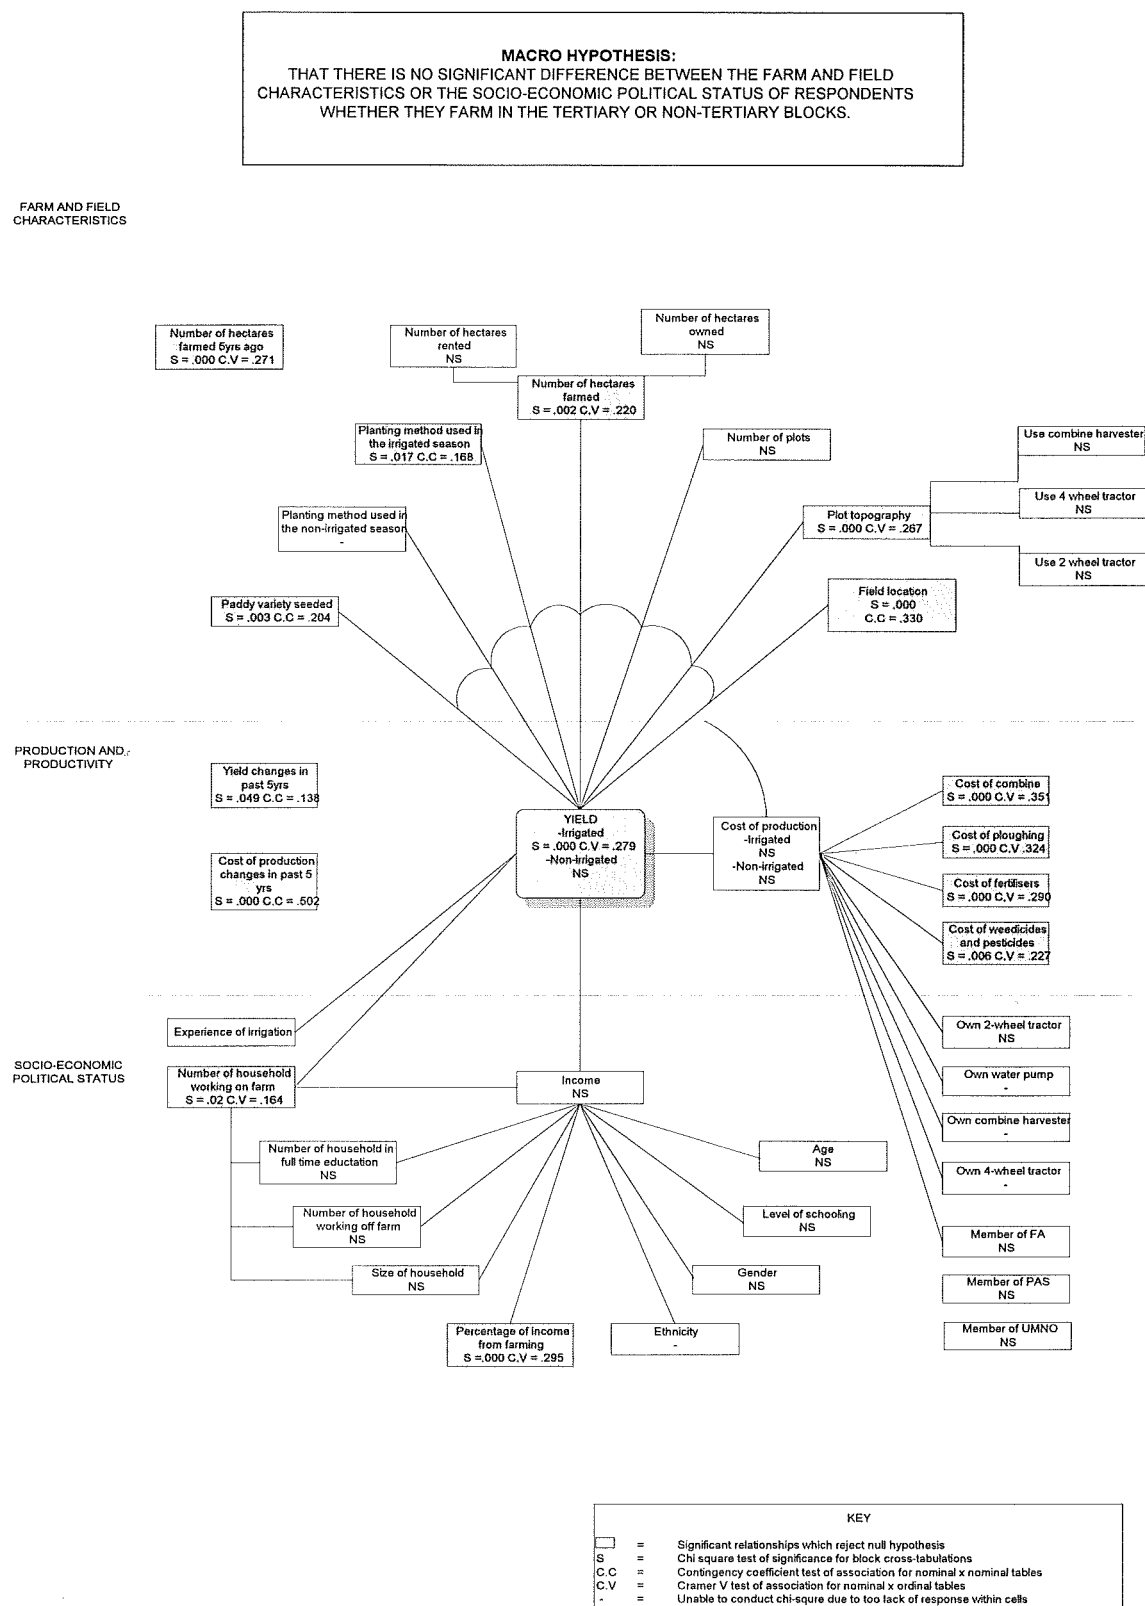 MACRO HYPOTHESIS:
THAT THERE IS NO SIGNIFICANT DIFFERENCE BETWEEN THE FARM AND FIELD
CHARACTERISTICS OR THE SOCIO-ECONOMIC POLITICAL STATUS OF RESPONDENTS
WHETHER THEY FARM IN THE TERTIARY OR NON-TERTIARY BLOCKS.
FARM AND FIELD
CHARACTERISTICS
Number of hectares
farmed 5yrs ago
S = .000 C.V = .271
Number of hectares
rented
NS
Number of hectares
owned
NS
Number of hectares
farmed
S = .002 C.V = .220
Planting method used in
the irrigated season
S = .017 C.C = .168
Number of plots
NS
Use combine harvester
NS
Use 4 wheel tractor
NS
Use 2 wheel tractor
NS
Planting method used in
the non-irrigated season
-
Plot topography
S = .000 C.V = .267
Paddy variety seeded
S = .003 C.C = .204
Field location
S = .000
C.C = .330
PRODUCTION AND
PRODUCTIVITY
Yield changes in
past 5yrs
S = .049 C.C = .138
Cost of production
changes in past 5
yrs
S = .000 C.C = .502
YIELD
-Irrigated
S = .000 C.V = .279
-Non-irrigated
NS
Cost of production
-Irrigated
NS
-Non-irrigated
NS
Cost of combine
S = .000 C.V = .351
Cost of ploughing
S = .000 C.V .324
Cost of fertilisers
S = .000 C.V = .290
Cost of weedicides
and pesticides
S = .006 C.V = .227
SOCIO-ECONOMIC
POLITICAL STATUS
Experience of irrigation
Number of household
working on farm
S = .02 C.V = .164
Income
NS
Number of household in
full time eductation
NS
Number of household
working off farm
NS
Size of household
NS
Percentage of income
from farming
S =.000 C.V = .295
Ethnicity
-
Gender
NS
Level of schooling
NS
Age
NS
Own 2-wheel tractor
NS
Own water pump
-
Own combine harvester
-
Own 4-wheel tractor
-
Member of FA
NS
Member of PAS
NS
Member of UMNO
NS
KEY
= Significant relationships which reject null hypothesis
S = Chi square test of significance for block cross-tabulations
C.C = Contingency coefficient test of association for nominal x nominal tables
C.V = Cramer V test of association for nominal x ordinal tables
- = Unable to conduct chi-squre due to too lack of response within cells